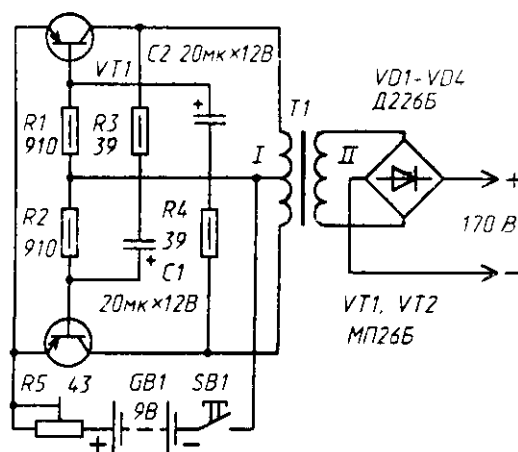 C2 20мк×12В
VT1
VD1-VD4
Д226Б
T1
R1
910
R3
39
I
II
R2
910
R4
39
C1
20мк×12В
170 В
VT1, VT2
МП26Б
R5 43
GB1
9В
SB1